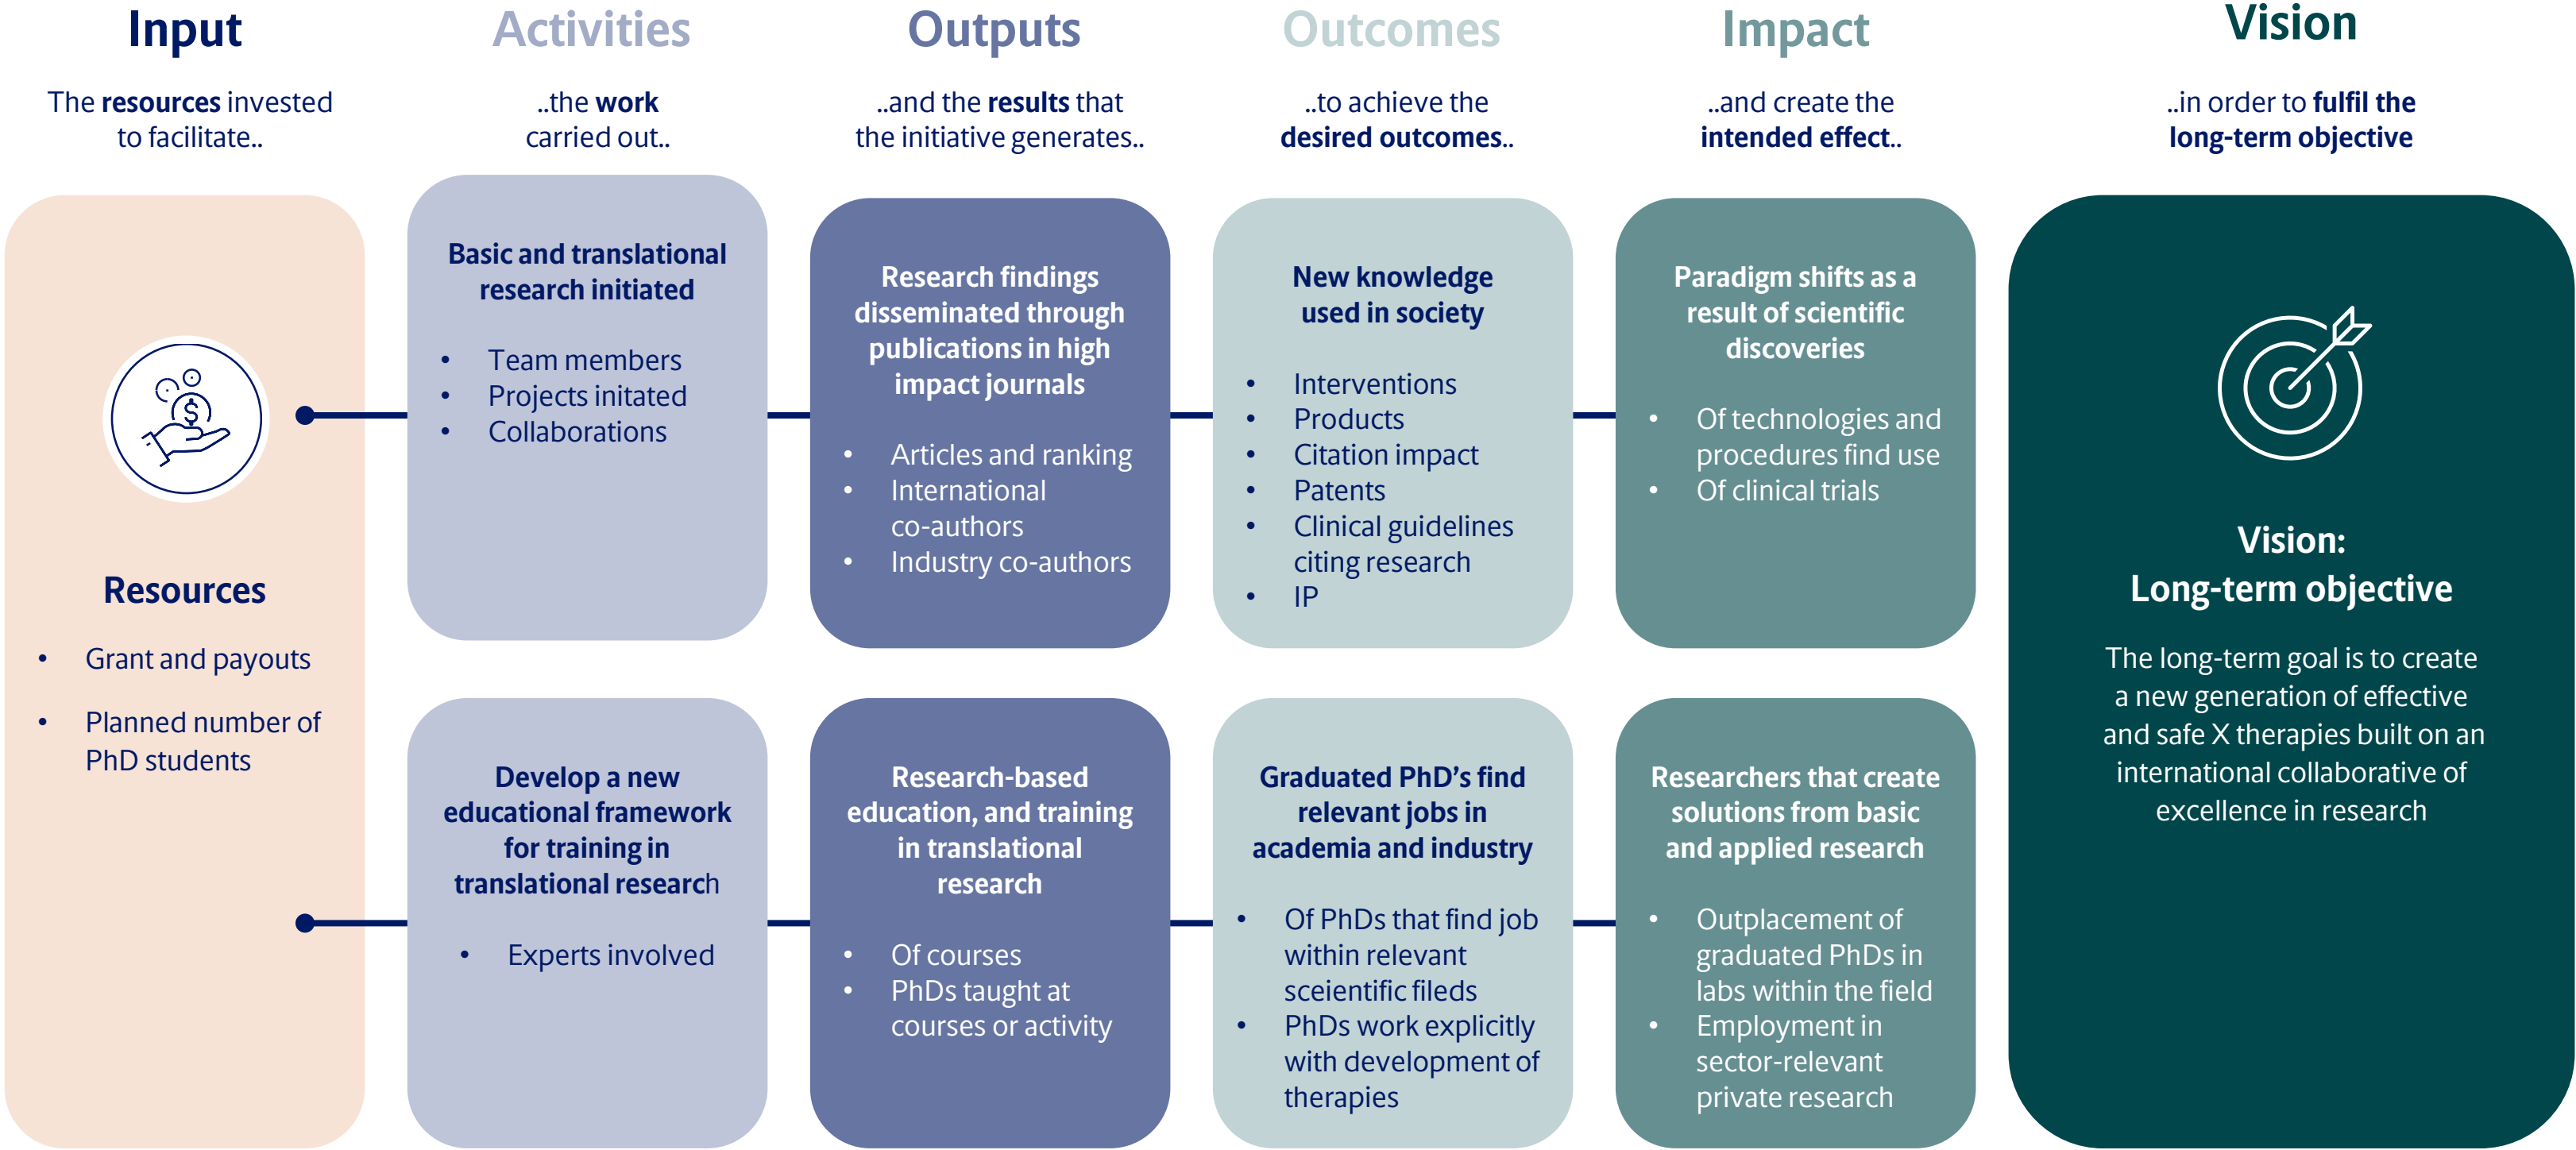 Input
The resources invested
to facilitate..
Activities
..the work
carried out..
Outputs
..and the results that
the initiative generates..
Outcomes
..to achieve the
desired outcomes..
Impact
..and create the
intended effect..
Vision
..in order to fulfil the
long-term objective
$
Resources
• Grant and payouts
• Planned number of
PhD students
Basic and translational
research initiated
• Team members
• Projects initated
• Collaborations
Research findings
disseminated through
publications in high
impact journals
• Articles and ranking
• International
co-authors
• Industry co-authors
New knowledge
used in society
• Interventions
• Products
• Citation impact
• Patents
• Clinical guidelines
citing research
• IP
Paradigm shifts as a
result of scientific
discoveries
• Of technologies and
procedures find use
• Of clinical trials
Develop a new
educational framework
for training in
translational research
• Experts involved
Research-based
education, and training
in translational
research
• Of courses
• PhDs taught at
courses or activity
Graduated PhD’s find
relevant jobs in
academia and industry
• Of PhDs that find job
within relevant
sceientific fileds
• PhDs work explicitly
with development of
therapies
Researchers that create
solutions from basic
and applied research
• Outplacement of
graduated PhDs in
labs within the field
• Employment in
sector-relevant
private research
Vision:
Long-term objective
The long-term goal is to create
a new generation of effective
and safe X therapies built on an
international collaborative of
excellence in research